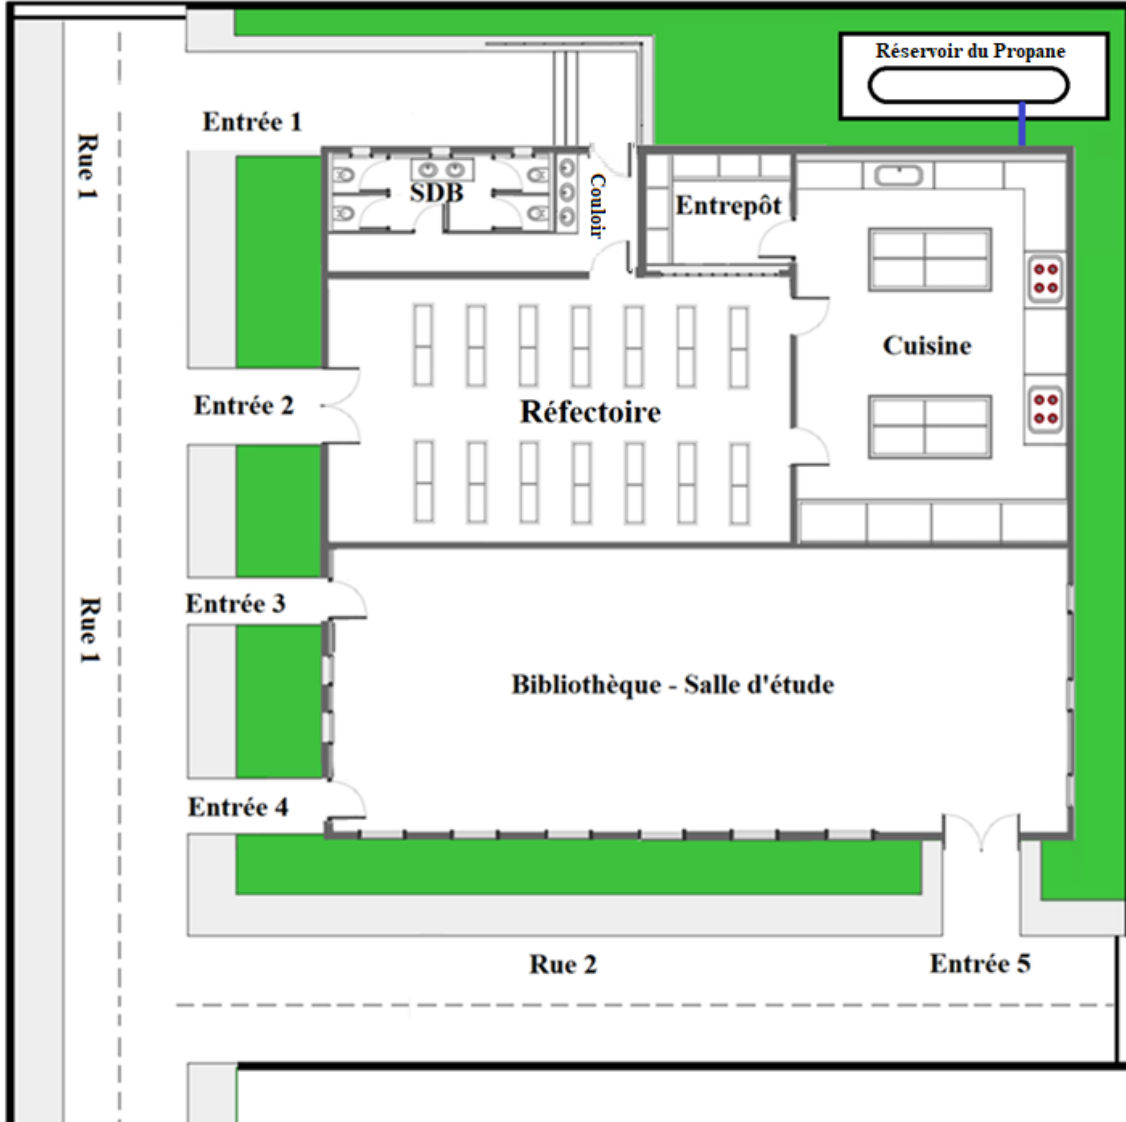 Réservoir du Propane
Entrée 1
Rue 1
SDB
Couloir
Entrepôt
Cuisine
Entrée 2
Réfectoire
Entrée 3
Rue 1
Bibliothèque - Salle d'étude
Entrée 4
Rue 2
Entrée 5